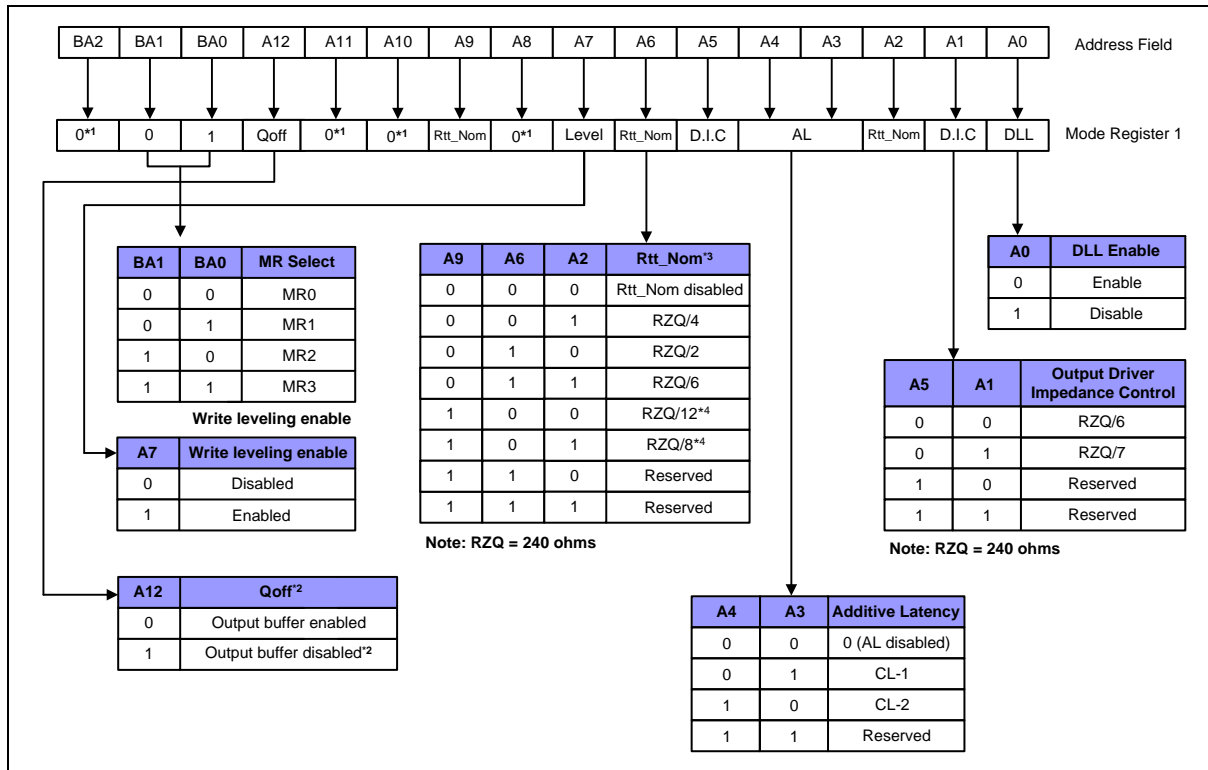 BA2 BA1 BA0 A12 A11 A10 A9 A8 A7 A6 A5 A4 A3 A2 A1 A0 Address Field
0*1 0 1 Qoff 0*1 0*1 Rtt_Nom 0*1 Level Rtt_Nom D.I.C AL Rtt_Nom D.I.C DLL Mode Register 1
BA1 BA0 MR Select
0 0 MR0
0 1 MR1
1 0 MR2
1 1 MR3
Write leveling enable
A7 Write leveling enable
0 Disabled
1 Enabled
A12 Qoff*2
0 Output buffer enabled
1 Output buffer disabled*2
A9 A6 A2 Rtt_Nom*3
0 0 0 Rtt_Nom disabled
0 0 1 RZQ/4
0 1 0 RZQ/2
0 1 1 RZQ/6
1 0 0 RZQ/12*4
1 0 1 RZQ/8*4
1 1 0 Reserved
1 1 1 Reserved
Note: RZQ = 240 ohms
A4 A3 Additive Latency
0 0 0 (AL disabled)
0 1 CL-1
1 0 CL-2
1 1 Reserved
A0 DLL Enable
0 Enable
1 Disable
A5 A1 Output Driver
Impedance Control
0 0 RZQ/6
0 1 RZQ/7
1 0 Reserved
1 1 Reserved
Note: RZQ = 240 ohms